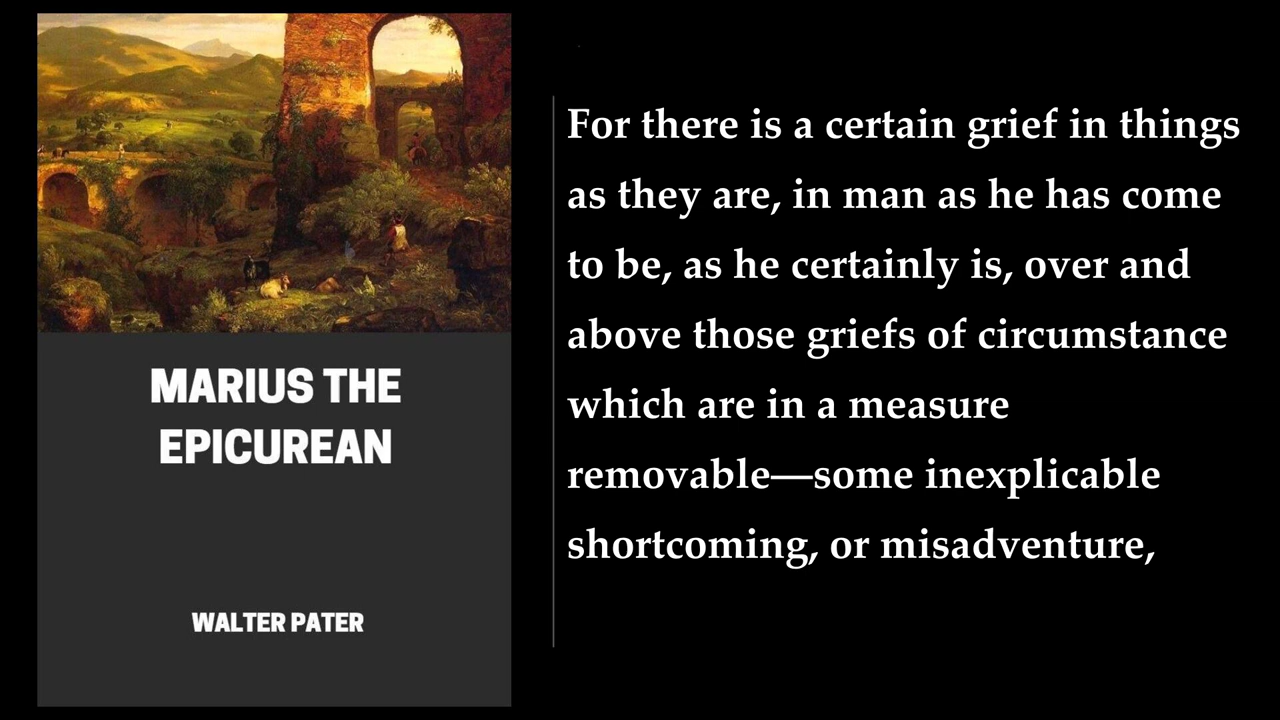 MARIUS THE
EPICUREAN
WALTER PATER
For there is a certain grief in things
as they are, in man as he has come
to be, as he certainly is, over and
above those griefs of circumstance
which are in a measure
removable—some inexplicable
shortcoming, or misadventure,